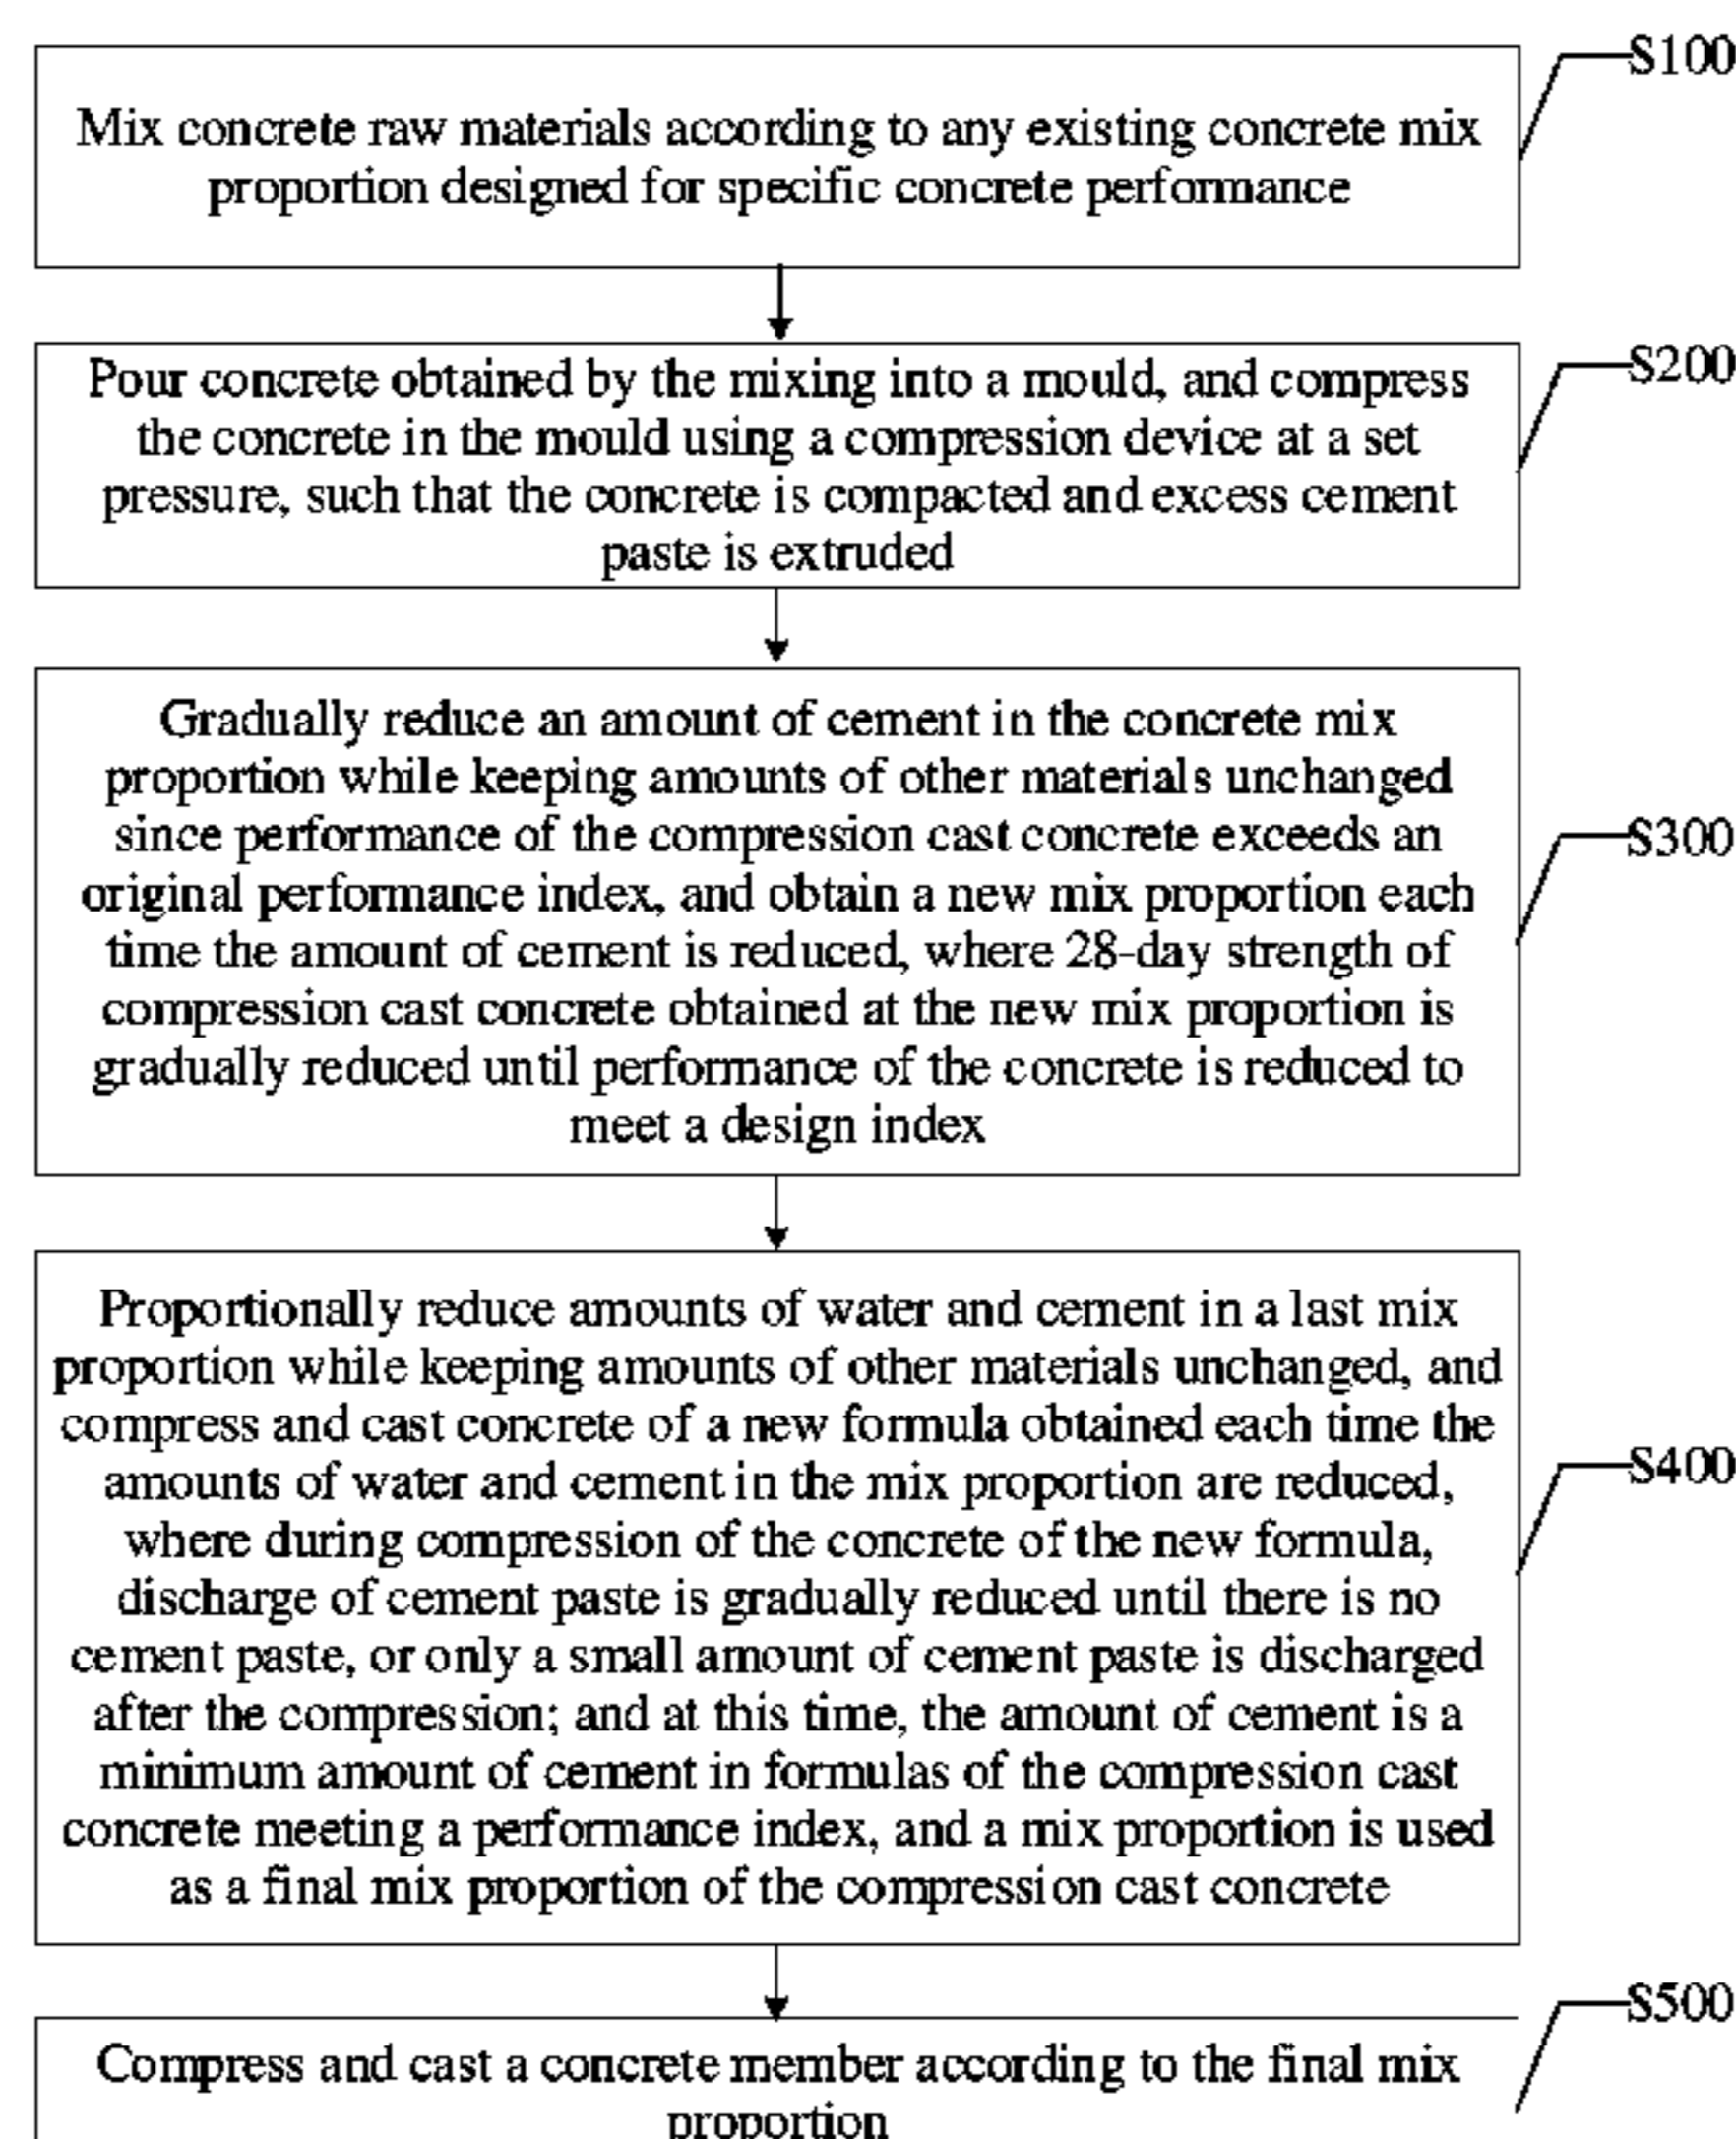 S100
Mix concrete raw materials according to any existing concrete mix
proportion designed for specific concrete performance
S200
Pour concrete obtained by the mixing into a mould, and compress
the concrete in the mould using a compression device at a set
pressure, such that the concrete is compacted and excess cement
paste is extruded
S300
Gradually reduce an amount of cement in the concrete mix
proportion while keeping amounts of other materials unchanged
since performance of the compression cast concrete exceeds an
original performance index, and obtain a new mix proportion each
time the amount of cement is reduced, where 28-day strength of
compression cast concrete obtained at the new mix proportion is
gradually reduced until performance of the concrete is reduced to
meet a design index
S400
Proportionally reduce amounts of water and cement in a last mix
proportion while keeping amounts of other materials unchanged, and
compress and cast concrete of a new formula obtained each time the
amounts of water and cement in the mix proportion are reduced,
where during compression of the concrete of the new formula,
discharge of cement paste is gradually reduced until there is no
cement paste, or only a small amount of cement paste is discharged
after the compression; and at this time, the amount of cement is a
minimum amount of cement in formulas of the compression cast
concrete meeting a performance index, and a mix proportion is used
as a final mix proportion of the compression cast concrete
S500
Compress and cast a concrete member according to the final mix
proportion